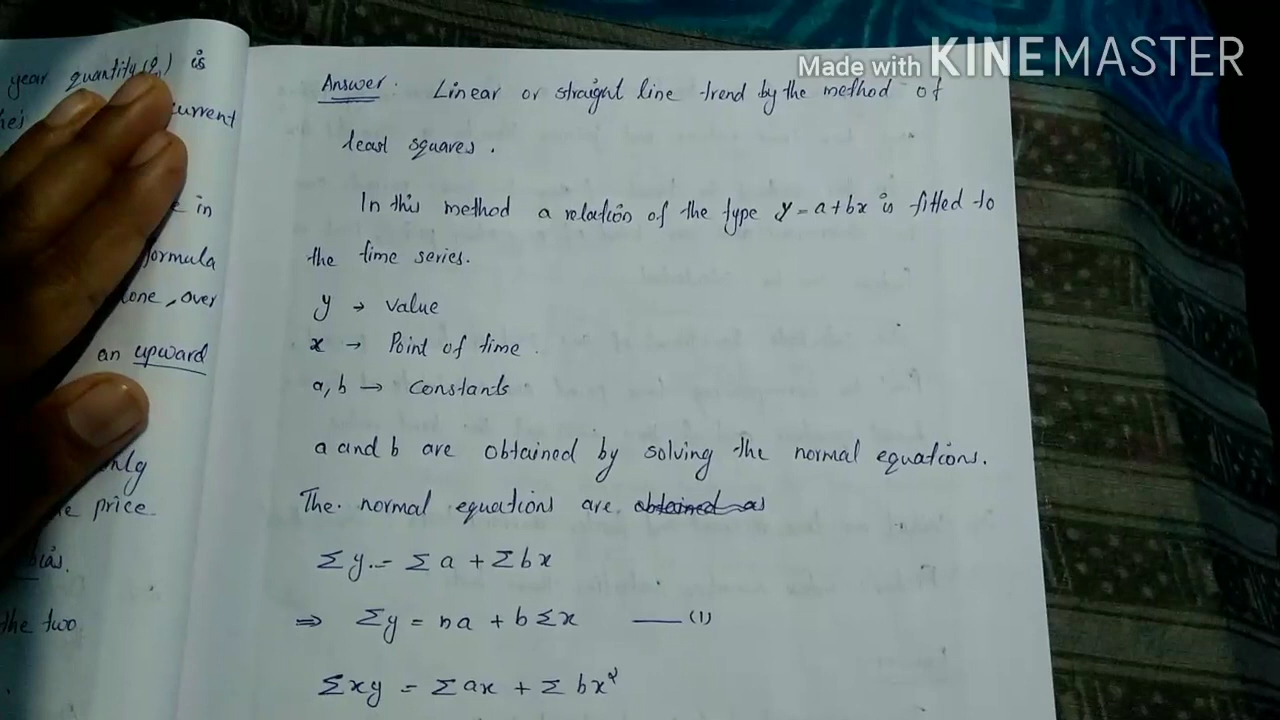 Made with KINEMASTER
year quantity is
current
in
formula
over
an upward
only
price
bias.
the two
Answer: Linear or straight line trend by the method of
least squares.
In this method a relation of the type y = a + bx is fitted to
the time series.
y → value
x → Point of time.
a, b → Constants
a and b are obtained by solving the normal equations.
The normal equations are obtained as
Σy = Σa + Σbx
⇒ Σy = na + bΣx —— (1)
Σxy = Σax + Σbx²